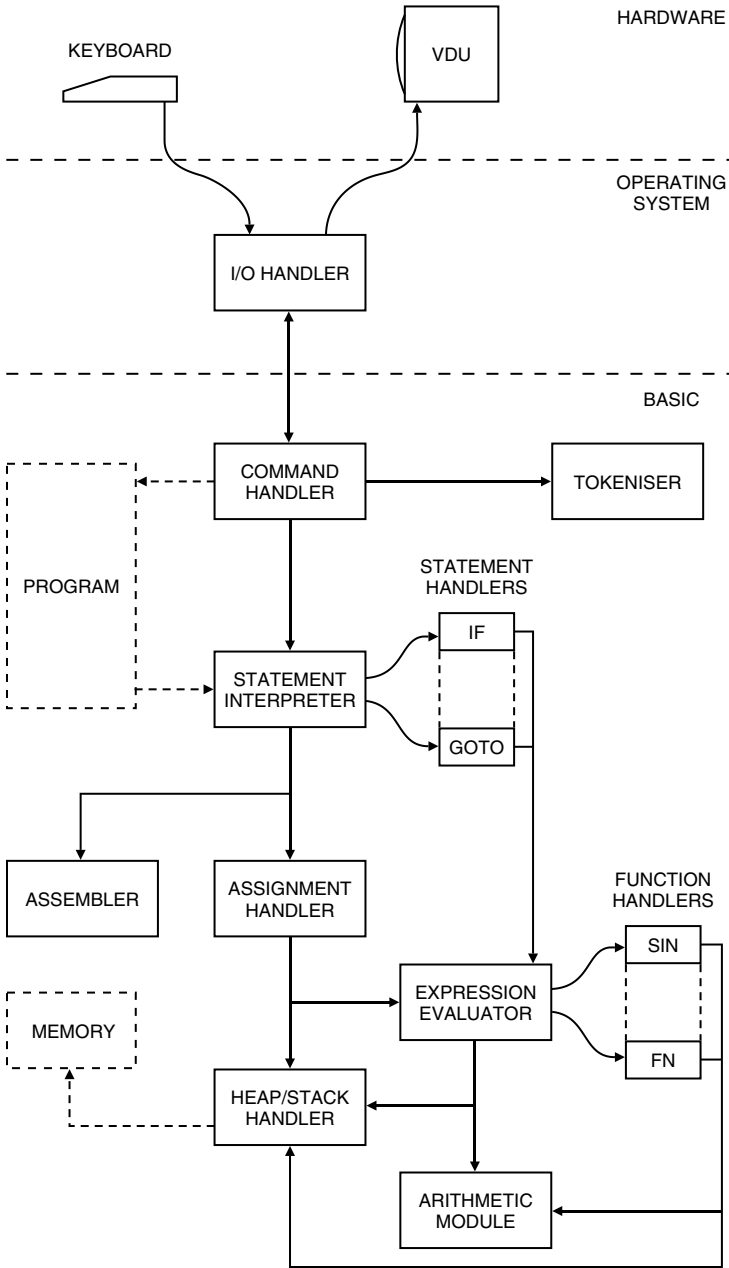 HARDWARE
KEYBOARD
VDU
OPERATING
SYSTEM
I/O HANDLER
BASIC
COMMAND
HANDLER
TOKENISER
PROGRAM
STATEMENT
HANDLERS
IF
STATEMENT
INTERPRETER
GOTO
ASSEMBLER
ASSIGNMENT
HANDLER
FUNCTION
HANDLERS
SIN
EXPRESSION
EVALUATOR
MEMORY
FN
HEAP/STACK
HANDLER
ARITHMETIC
MODULE